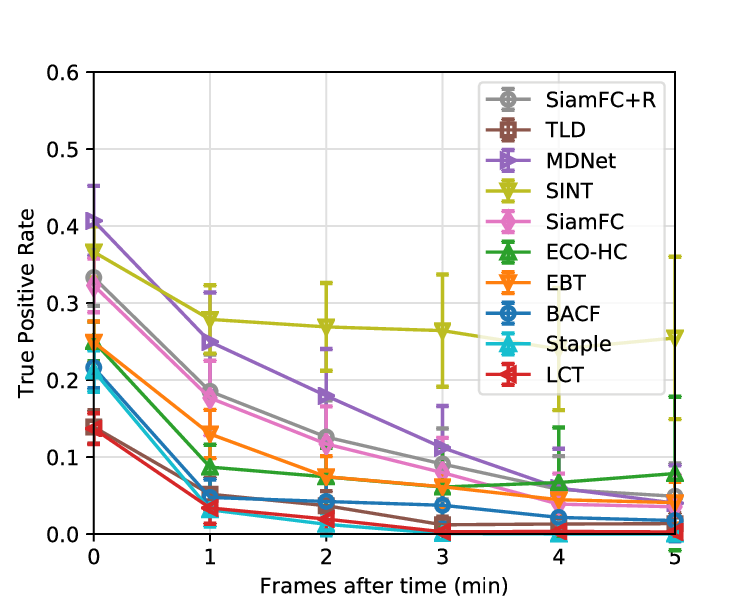 0.6
0.5
0.4
0.3
0.2
0.1
0.0
True Positive Rate
SiamFC+R
TLD
MDNet
SINT
SiamFC
ECO-HC
EBT
BACF
Staple
LCT
0 1 2 3 4 5
Frames after time (min)